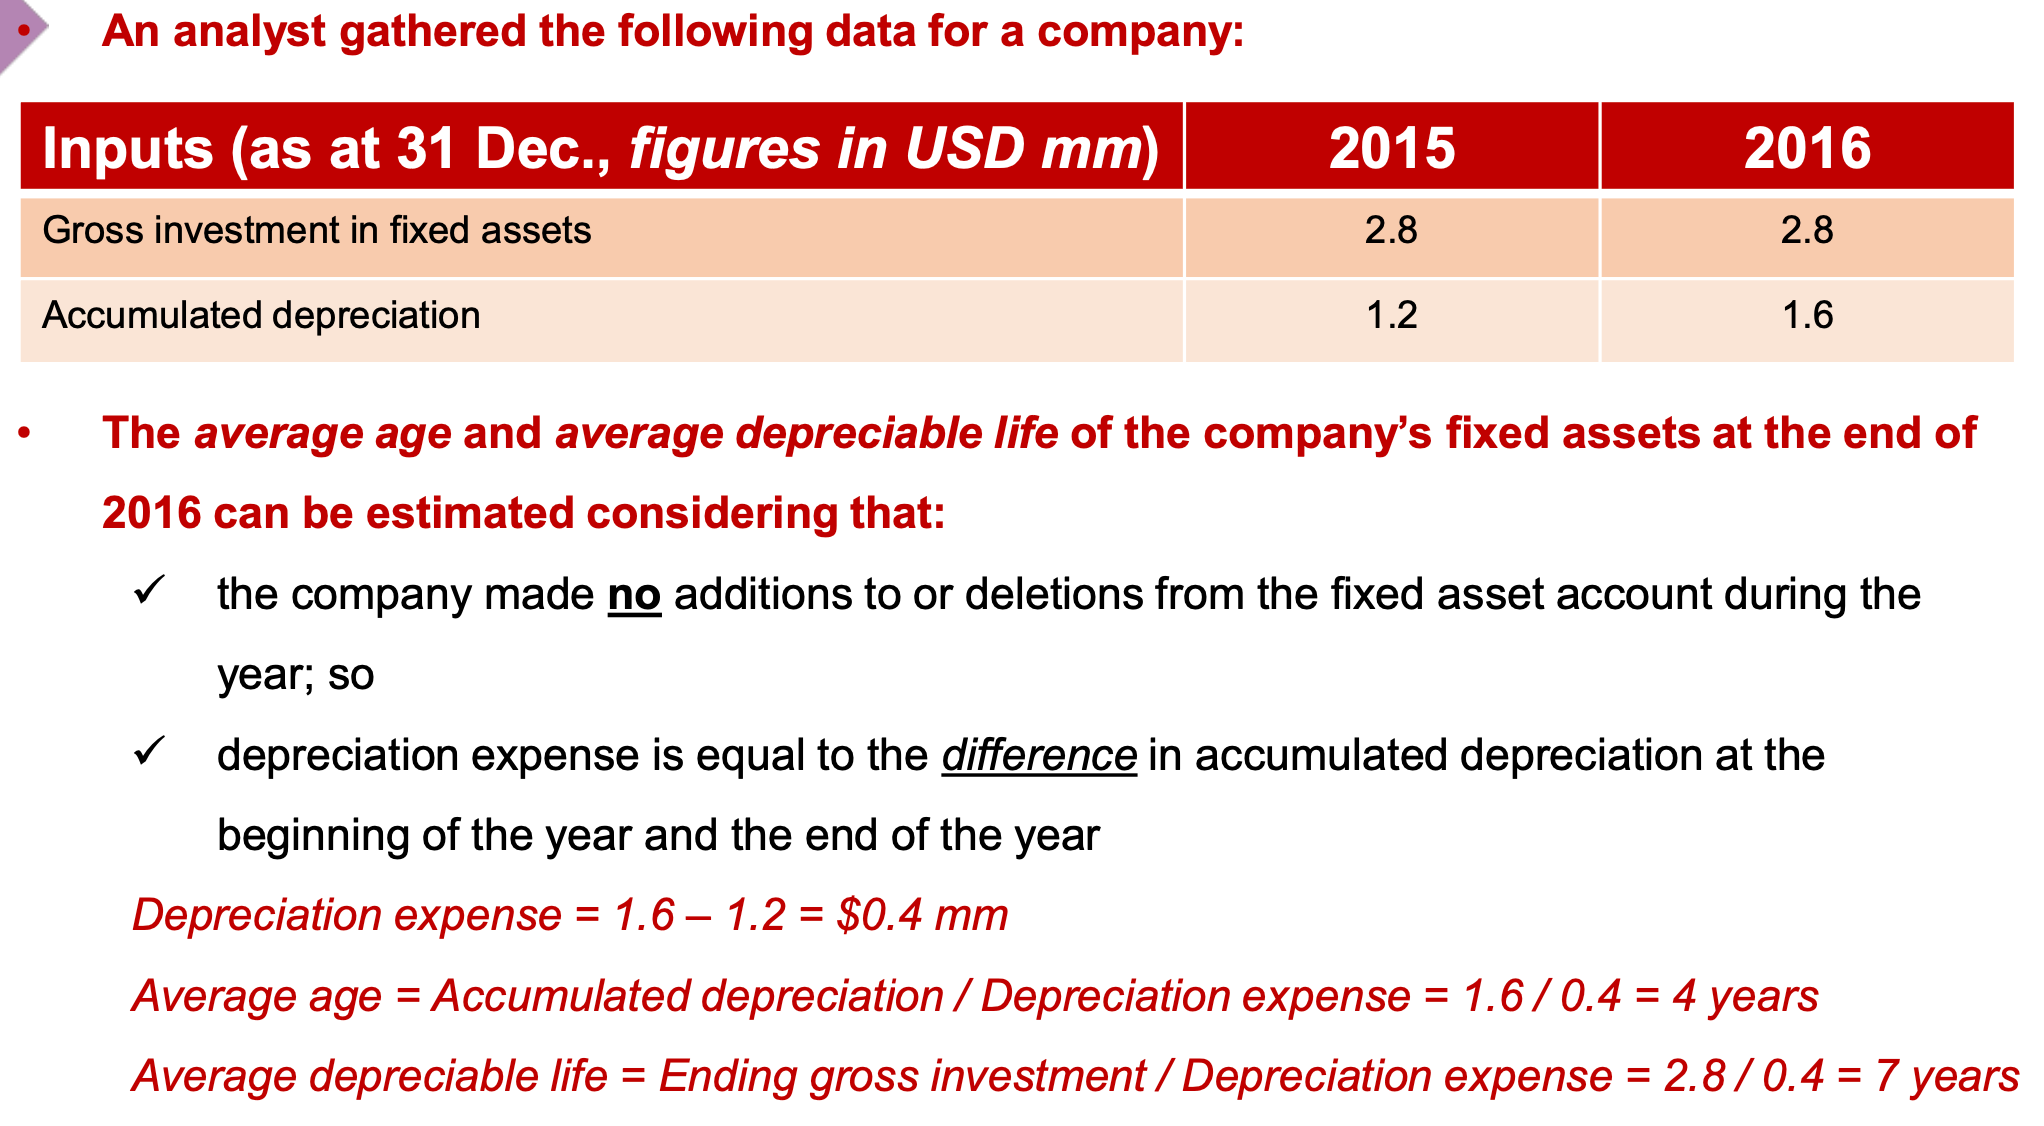 • An analyst gathered the following data for a company:
Inputs (as at 31 Dec., figures in USD mm) 2015 2016
Gross investment in fixed assets 2.8 2.8
Accumulated depreciation 1.2 1.6
• The average age and average depreciable life of the company’s fixed assets at the end of
2016 can be estimated considering that:
✓ the company made no additions to or deletions from the fixed asset account during the
year; so
✓ depreciation expense is equal to the difference in accumulated depreciation at the
beginning of the year and the end of the year
Depreciation expense = 1.6 – 1.2 = $0.4 mm
Average age = Accumulated depreciation / Depreciation expense = 1.6 / 0.4 = 4 years
Average depreciable life = Ending gross investment / Depreciation expense = 2.8 / 0.4 = 7 years